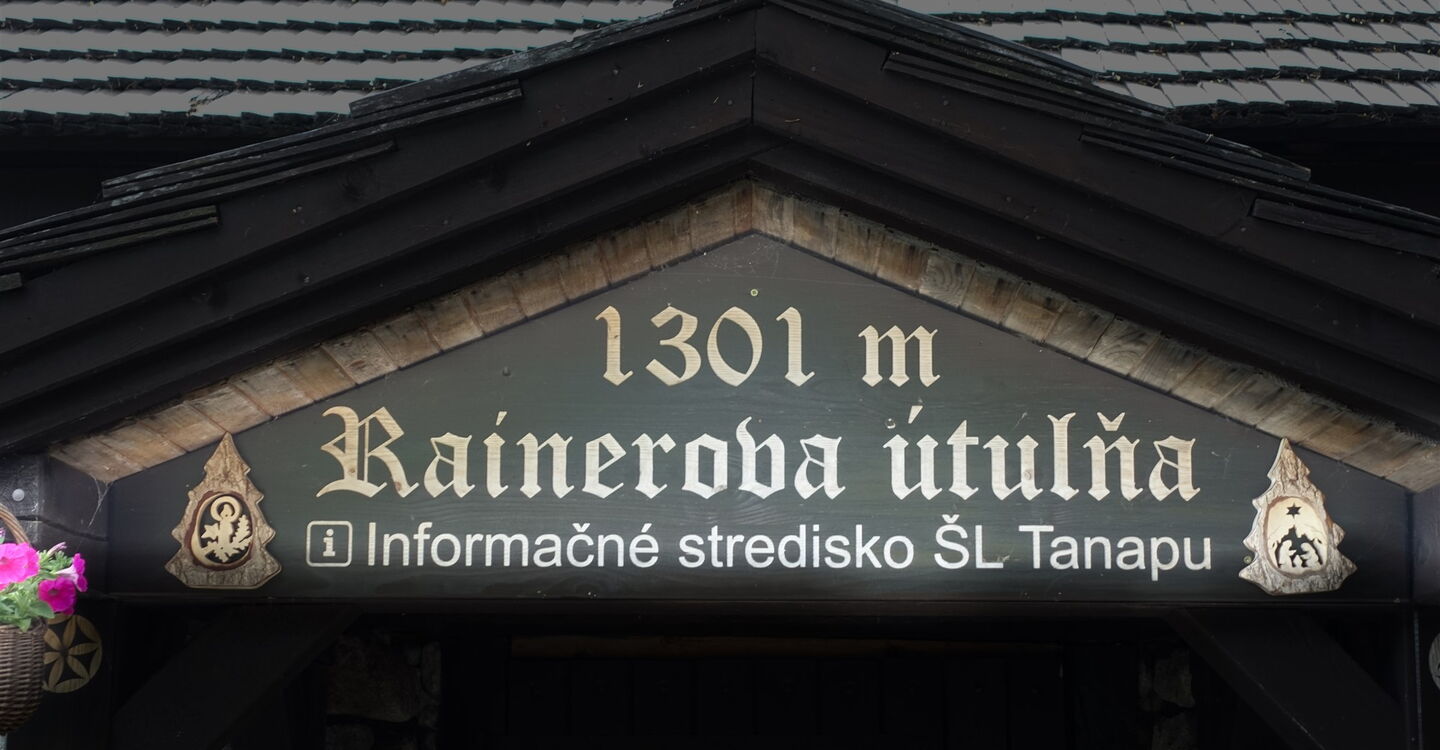 1301 m
Rainerova útulňa
i Informačné stredisko ŠL Tanapu